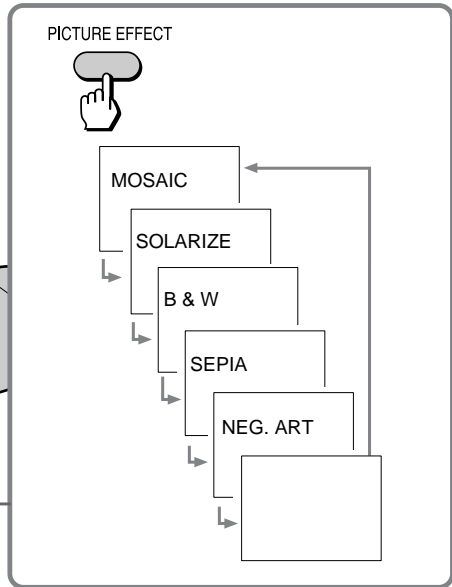 PICTURE EFFECT
MOSAIC
SOLARIZE
B & W
SEPIA
NEG. ART